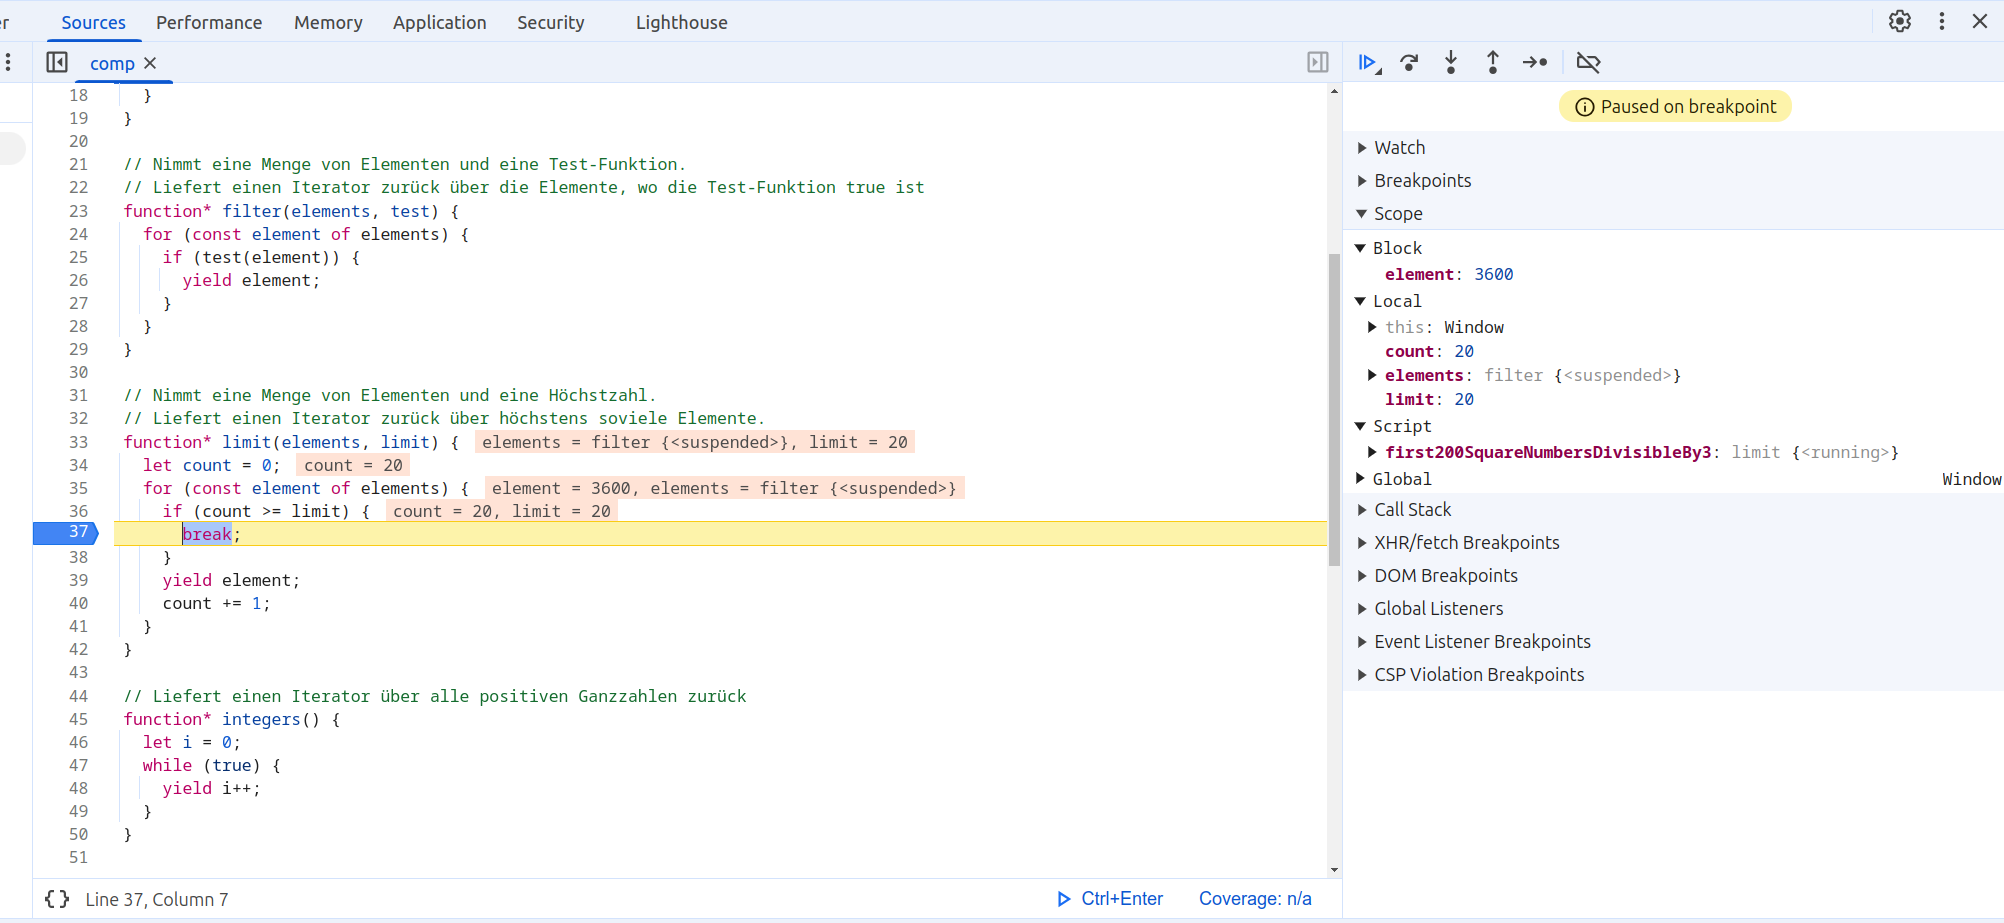 er Sources Performance Memory Application Security Lighthouse
comp
18 }
19 }
20
21 // Nimmt eine Menge von Elementen und eine Test-Funktion.
22 // Liefert einen Iterator zurück über die Elemente, wo die Test-Funktion true ist
23 function* filter(elements, test) {
24 for (const element of elements) {
25 if (test(element)) {
26 yield element;
27 }
28 }
29 }
30
31 // Nimmt eine Menge von Elementen und eine Höchstzahl.
32 // Liefert einen Iterator zurück über höchstens soviele Elemente.
33 function* limit(elements, limit) { elements = filter {<suspended>}, limit = 20
34 let count = 0; count = 20
35 for (const element of elements) { element = 3600, elements = filter {<suspended>}
36 if (count >= limit) { count = 20, limit = 20
37 break;
38 }
39 yield element;
40 count += 1;
41 }
42 }
43
44 // Liefert einen Iterator über alle positiven Ganzzahlen zurück
45 function* integers() {
46 let i = 0;
47 while (true) {
48 yield i++;
49 }
50 }
51
{} Line 37, Column 7 Ctrl+Enter Coverage: n/a
Paused on breakpoint
Watch
Breakpoints
Scope
Block
element: 3600
Local
this: Window
count: 20
elements: filter {<suspended>}
limit: 20
Script
first200SquareNumbersDivisibleBy3: limit {<running>}
Global Window
Call Stack
XHR/fetch Breakpoints
DOM Breakpoints
Global Listeners
Event Listener Breakpoints
CSP Violation Breakpoints